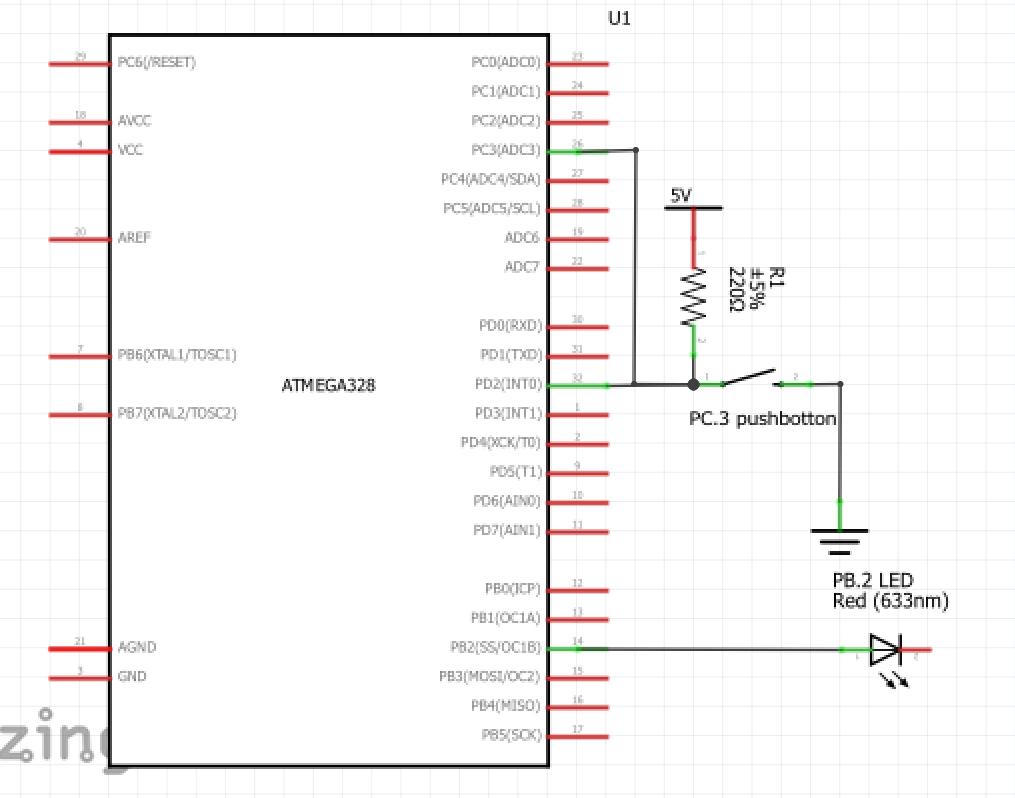 U1
29 PC6(/RESET)
18 AVCC
4 VCC
20 AREF
7 PB6(XTAL1/TOSC1)
8 PB7(XTAL2/TOSC2)
21 AGND
3 GND
ATMEGA328
PC0(ADC0) 23
PC1(ADC1) 24
PC2(ADC2) 25
PC3(ADC3) 26
PC4(ADC4/SDA) 27
PC5(ADC5/SCL) 28
ADC6 19
ADC7 22
PD0(RXD) 30
PD1(TXD) 31
PD2(INT0) 32
PD3(INT1) 1
PD4(XCK/T0) 2
PD5(T1) 9
PD6(AIN0) 10
PD7(AIN1) 11
PB0(ICP) 12
PB1(OC1A) 13
PB2(SS/OC1B) 14
PB3(MOSI/OC2) 15
PB4(MISO) 16
PB5(SCK) 17
5V
1
R1
±5%
220Ω
2
1 2
PC.3 pushbotton
PB.2 LED
Red (633nm)
1 2
zing